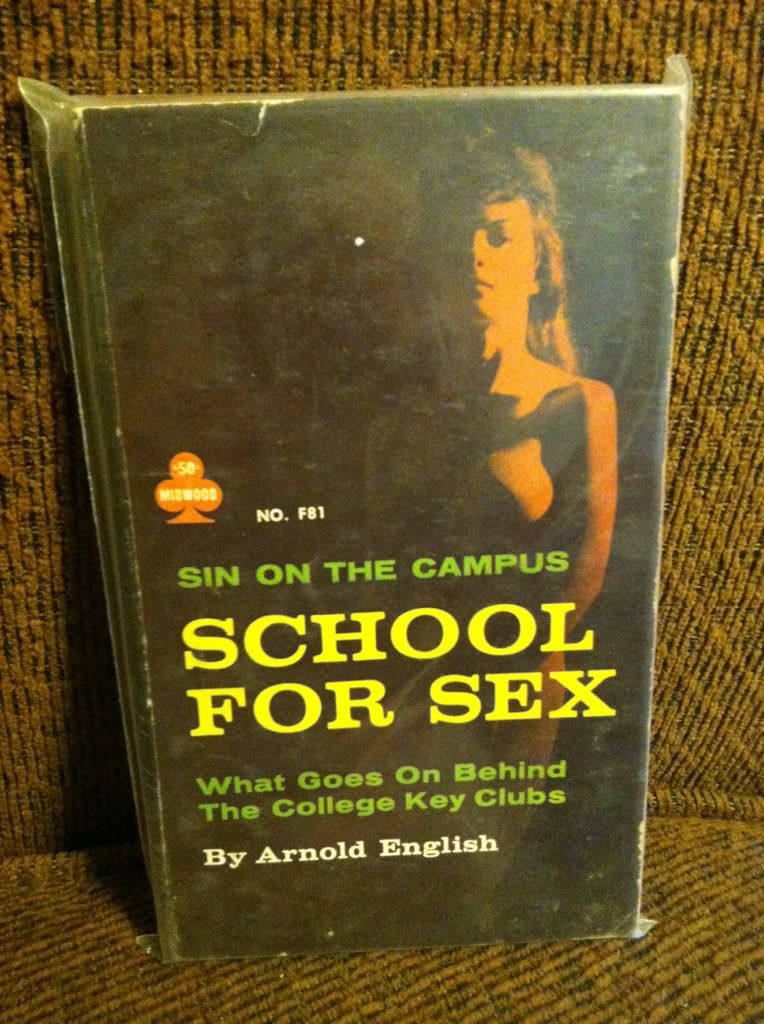 50
MIDWOOD
NO. F81
SIN ON THE CAMPUS
SCHOOL
FOR SEX
What Goes On Behind
The College Key Clubs
By Arnold English